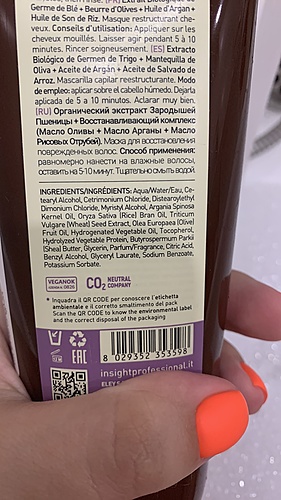 Germe de Blé + Beurre d'Olives + Huile d'Argan +
Huile de Son de Riz. Masque restructurant che-
veux. Conseils d'utilisation: Appliquer sur les
cheveux mouillés. Laisser agir pendant 5 à 10
minutes. Rincer soigneusement. (ES) Extracto
Biológico de Germen de Trigo + Mantequilla de
Oliva + Aceite de Argán + Aceite de Salvado de
Arroz. Mascarilla capilar reestructurante. Modo
de empleo: aplicar sobre el cabello húmedo. Dejarla
aplicada de 5 a 10 minutos. Aclarar muy bien.
(RU) Органический экстракт Зародышей
Пшеницы + Восстанавливающий комплекс
(Масло Оливы + Масло Арганы + Масло
Рисовых Отрубей). Маска для восстановления
поврежденных волос. Способ применения:
равномерно нанести на влажные волосы,
оставить на 5-10 минут. Тщательно смыть водой.
INGREDIENTS/INGRÉDIENTS: Aqua/Water/Eau, Ce-
tearyl Alcohol, Cetrimonium Chloride, Distearoylethyl
Dimonium Chloride, Myristyl Alcohol, Argania Spinosa
Kernel Oil, Oryza Sativa (Rice) Bran Oil, Triticum
Vulgare (Wheat) Seed Extract, Olea Europaea (Olive)
Fruit Oil, Hydrogenated Vegetable Oil, Tocopherol,
Hydrolyzed Vegetable Protein, Butyrospermum Parkii
(Shea) Butter, Glycerin, Parfum/Fragrance, Citric Acid,
Benzyl Alcohol, Glyceryl Laurate, Sodium Benzoate,
Potassium Sorbate.
VEGANOK
CO2 NEUTRAL
COMPANY
* Inquadra il QR CODE per conoscere l'etichetta
ambientale e il corretto smaltimento del pack
Scan the QR CODE to know the environmental label
and the correct disposal of the packaging
12M
EAC
8 029352 353598
insightprofessional.it